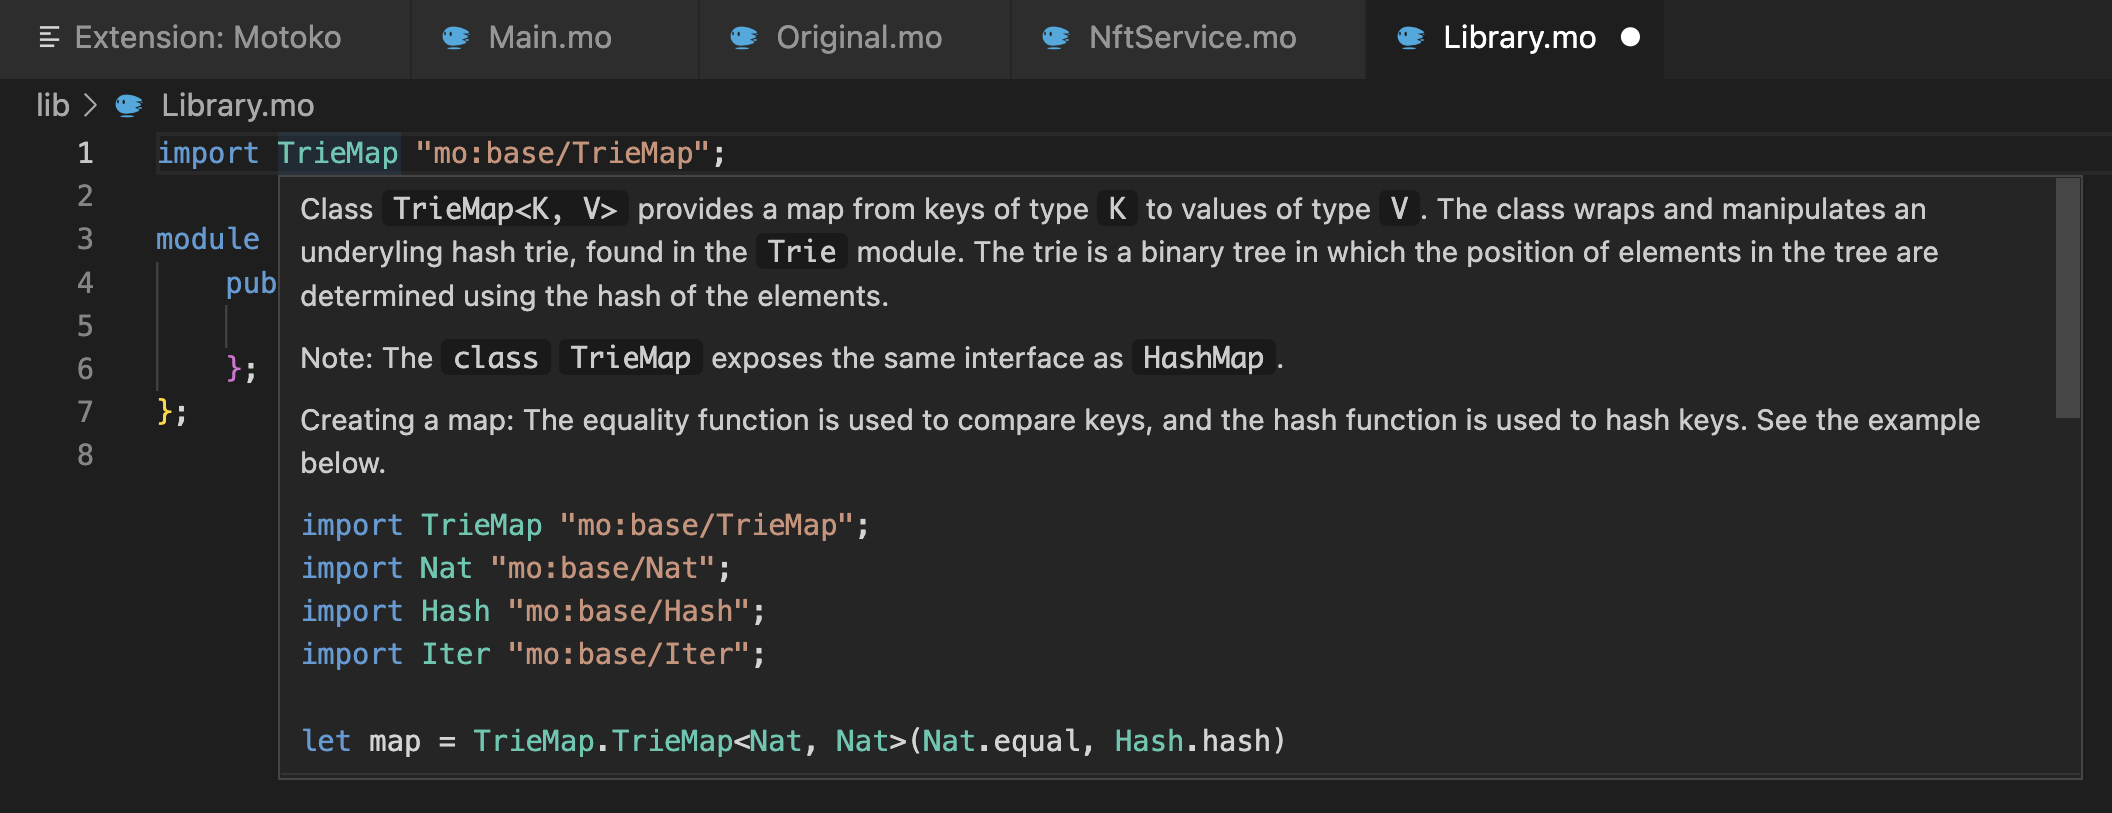 Extension: Motoko
Main.mo
Original.mo
NftService.mo
Library.mo
lib > Library.mo
1 import TrieMap "mo:base/TrieMap";
2
3 module
4 pub
5
6 };
7 };
8
Class TrieMap<K, V> provides a map from keys of type K to values of type V. The class wraps and manipulates an
underyling hash trie, found in the Trie module. The trie is a binary tree in which the position of elements in the tree are
determined using the hash of the elements.
Note: The class TrieMap exposes the same interface as HashMap.
Creating a map: The equality function is used to compare keys, and the hash function is used to hash keys. See the example
below.
import TrieMap "mo:base/TrieMap";
import Nat "mo:base/Nat";
import Hash "mo:base/Hash";
import Iter "mo:base/Iter";
let map = TrieMap.TrieMap<Nat, Nat>(Nat.equal, Hash.hash)